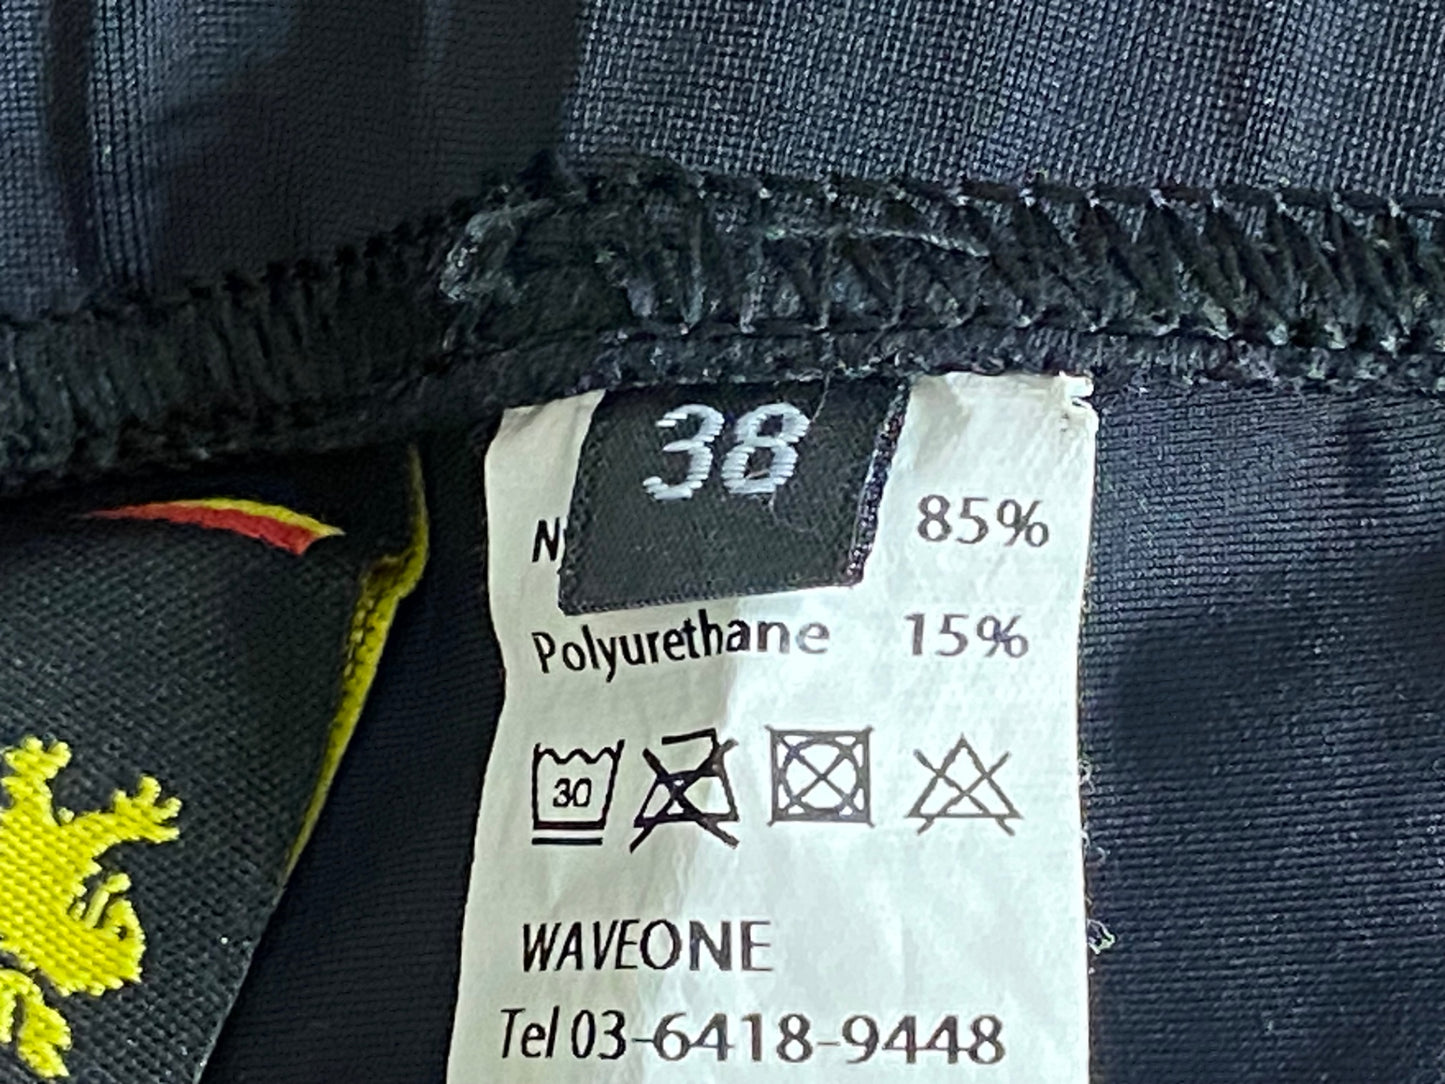 38
85%
Polyurethane 15%
30
WAVEONE
Tel 03-6418-9448